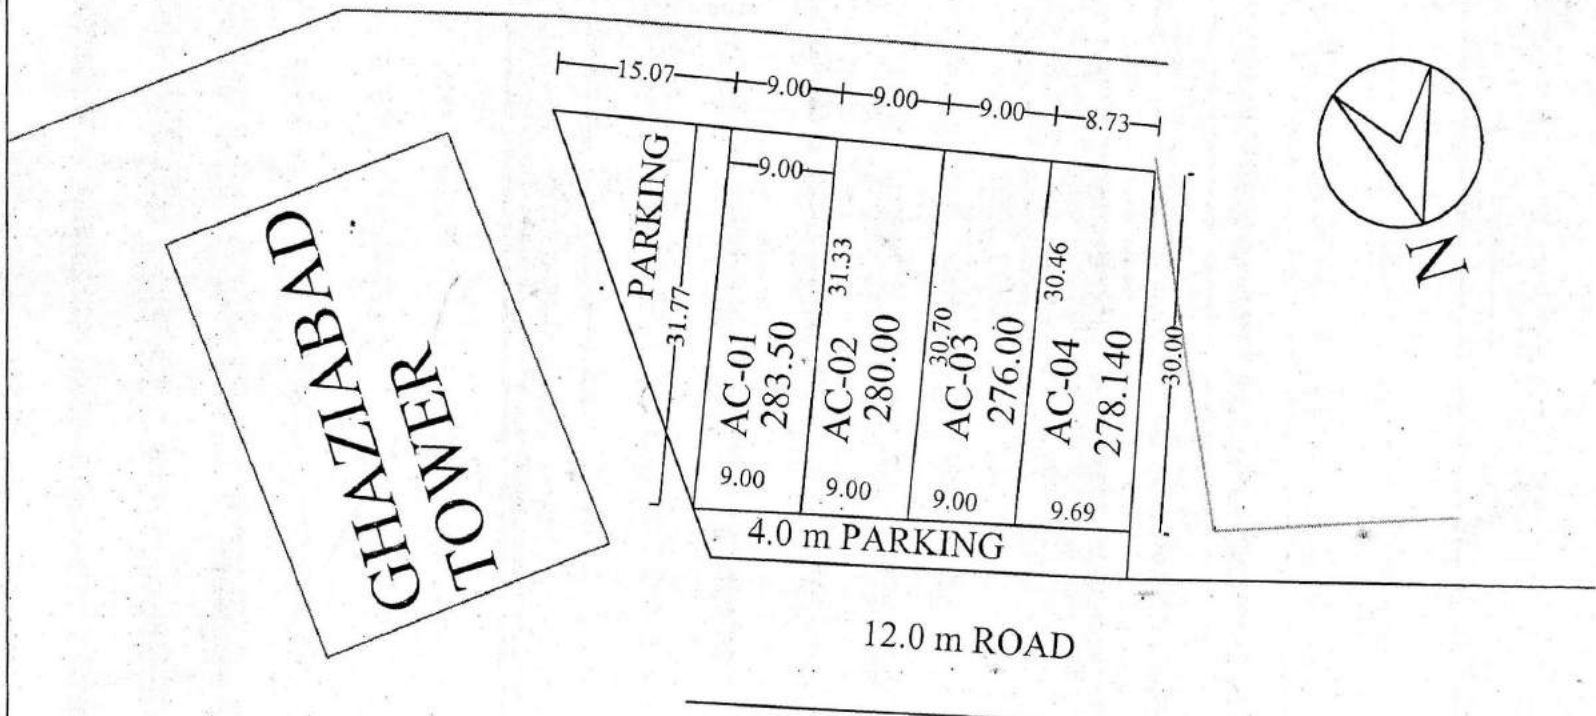 15.07
9.00
9.00
9.00
8.73
PARKING
31.77
9.00
AC-01
283.50
9.00
31.33
AC-02
280.00
9.00
30.70
AC-03
276.00
9.00
30.46
AC-04
278.140
9.69
30.00
N
GHAZIABAD
TOWER
4.0 m PARKING
12.0 m ROAD